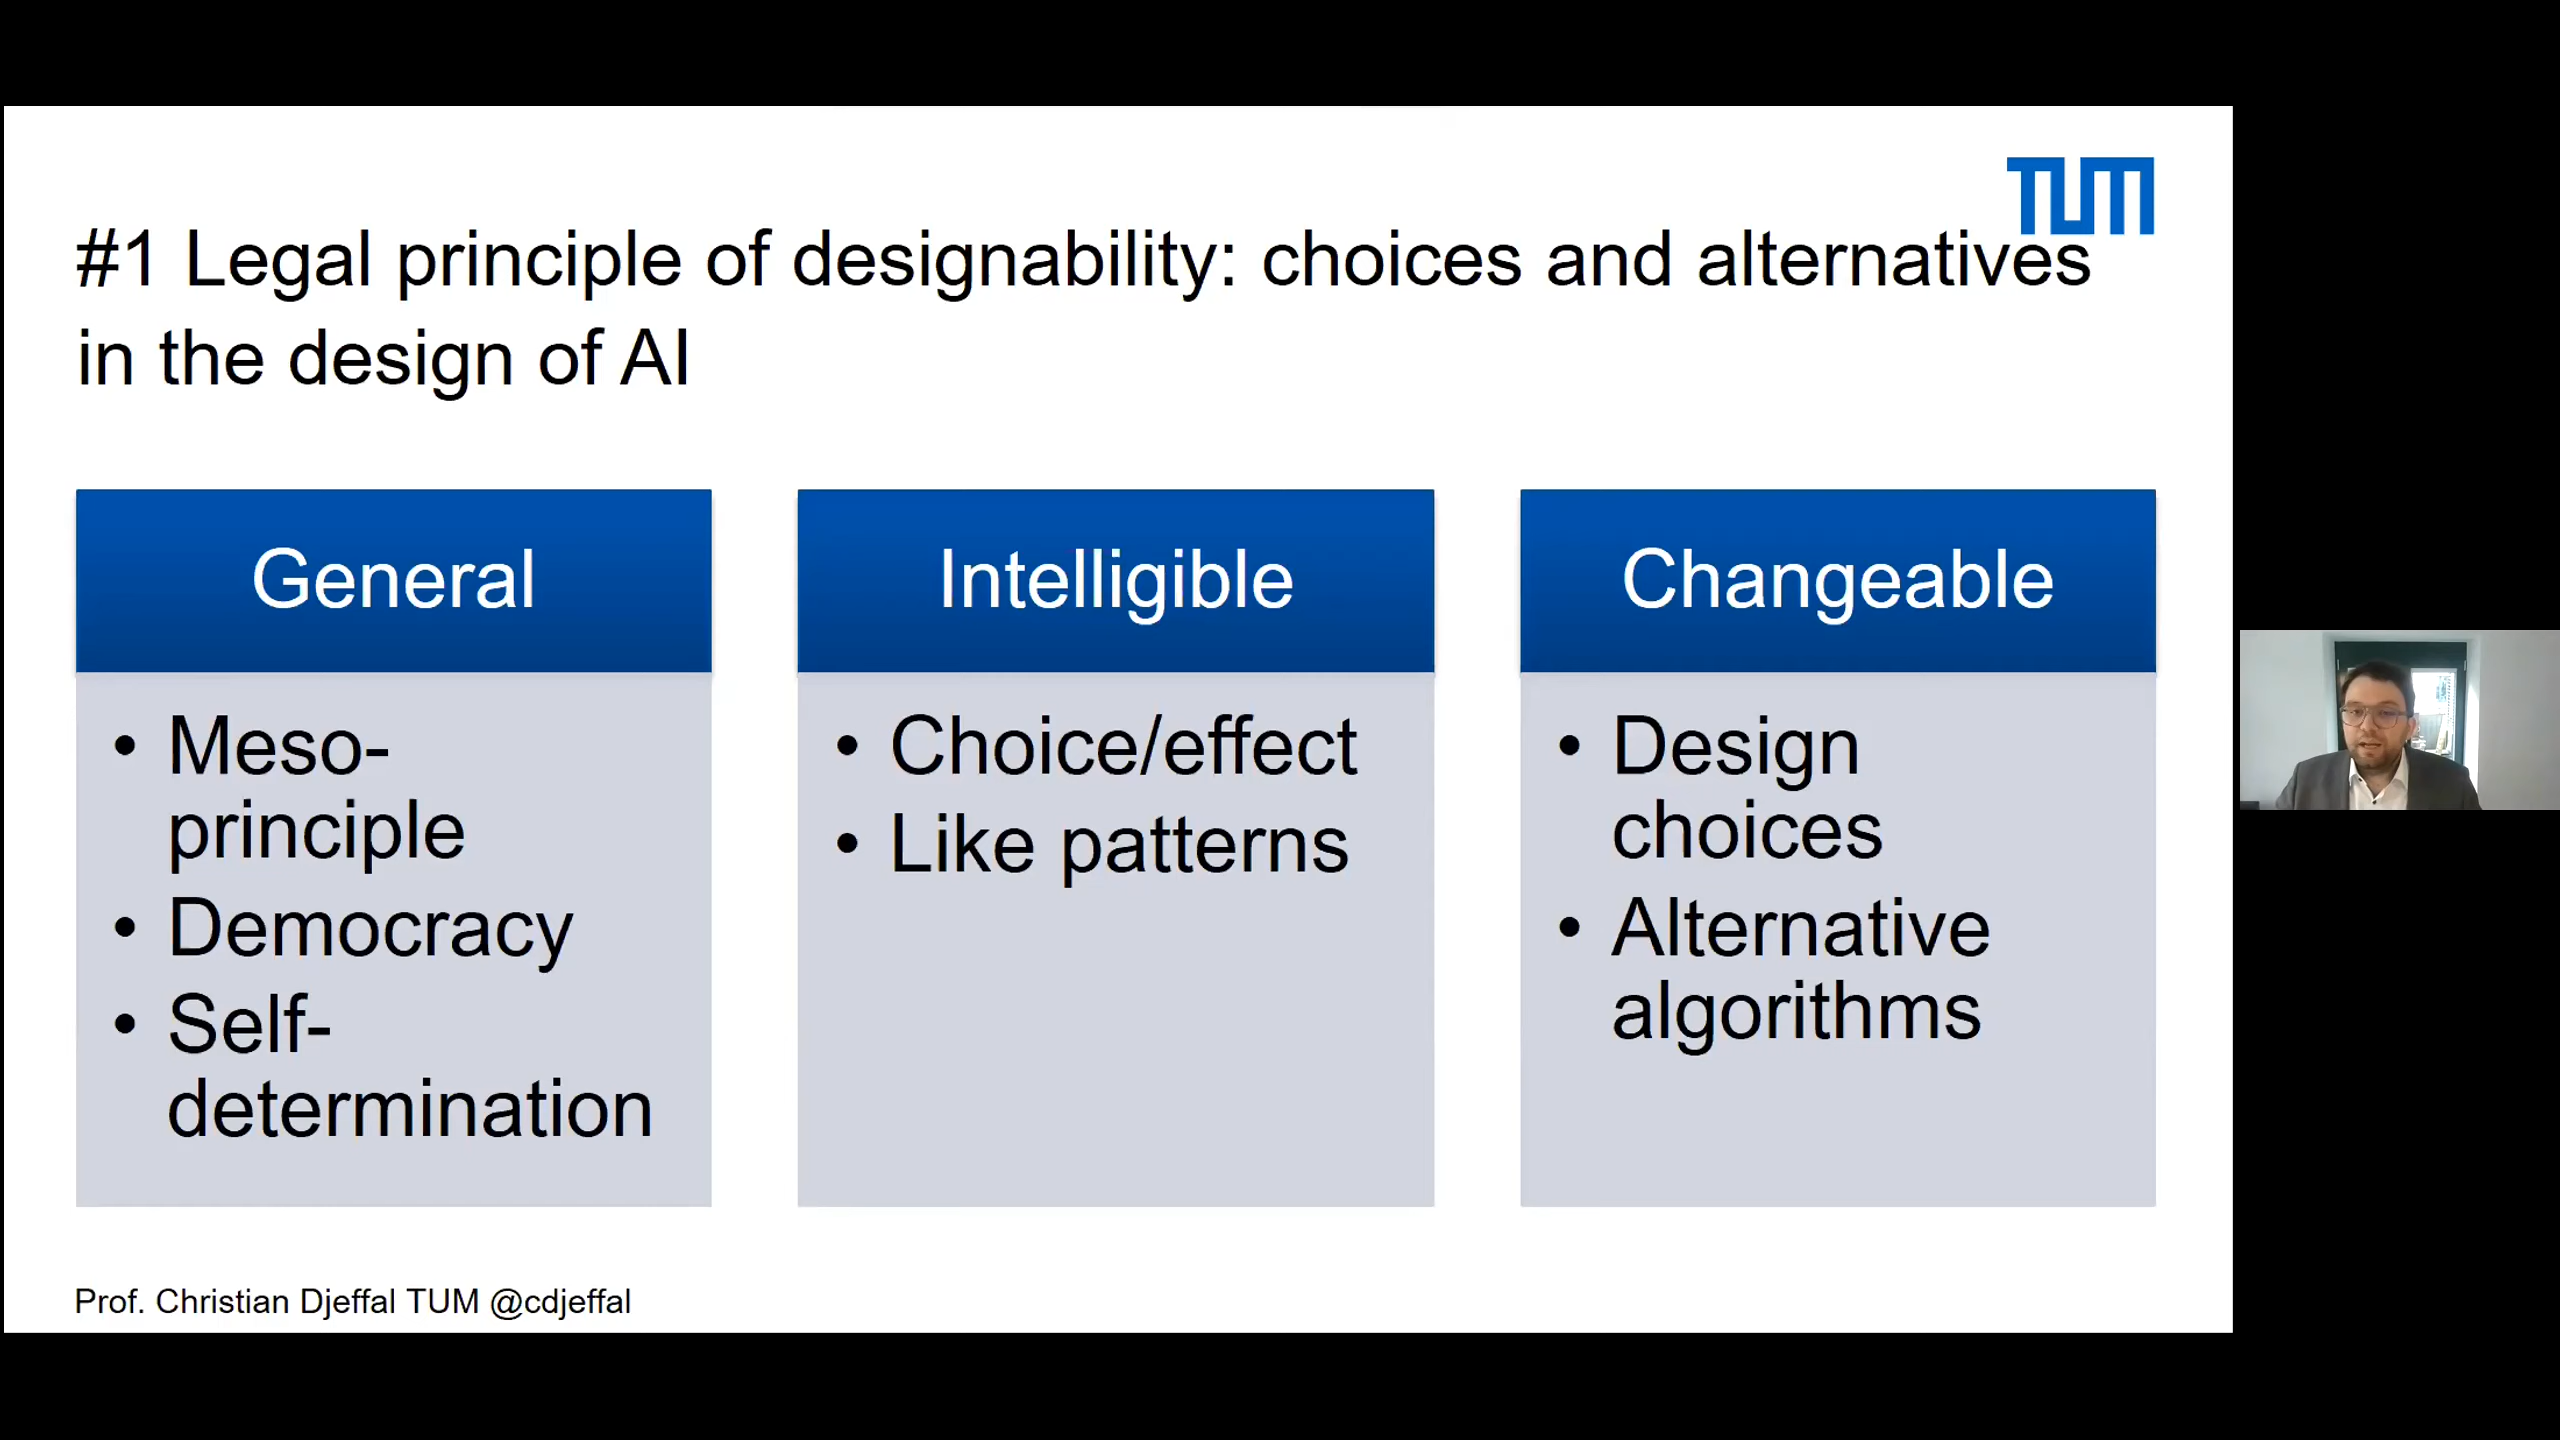 TUM
#1 Legal principle of designability: choices and alternatives
in the design of AI
General
• Meso-
principle
• Democracy
• Self-
determination
Intelligible
• Choice/effect
• Like patterns
Changeable
• Design
choices
• Alternative
algorithms
Prof. Christian Djeffal TUM @cdjeffal